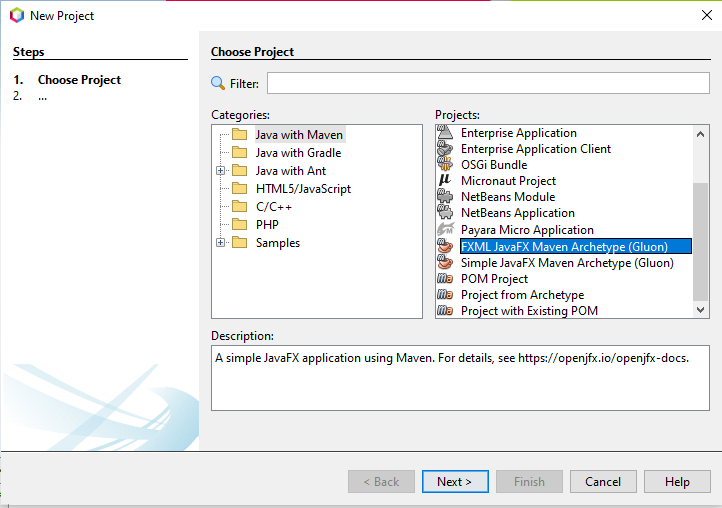 New Project
Steps
1. Choose Project
2. ...
Choose Project
Filter:
Categories:
Java with Maven
Java with Gradle
Java with Ant
HTML5/JavaScript
C/C++
PHP
Samples
Projects:
Enterprise Application
Enterprise Application Client
OSGi Bundle
Micronaut Project
NetBeans Module
NetBeans Application
Payara Micro Application
FXML JavaFX Maven Archetype (Gluon)
Simple JavaFX Maven Archetype (Gluon)
POM Project
Project from Archetype
Project with Existing POM
Description:
A simple JavaFX application using Maven. For details, see https://openjfx.io/openjfx-docs.
< Back Next > Finish Cancel Help